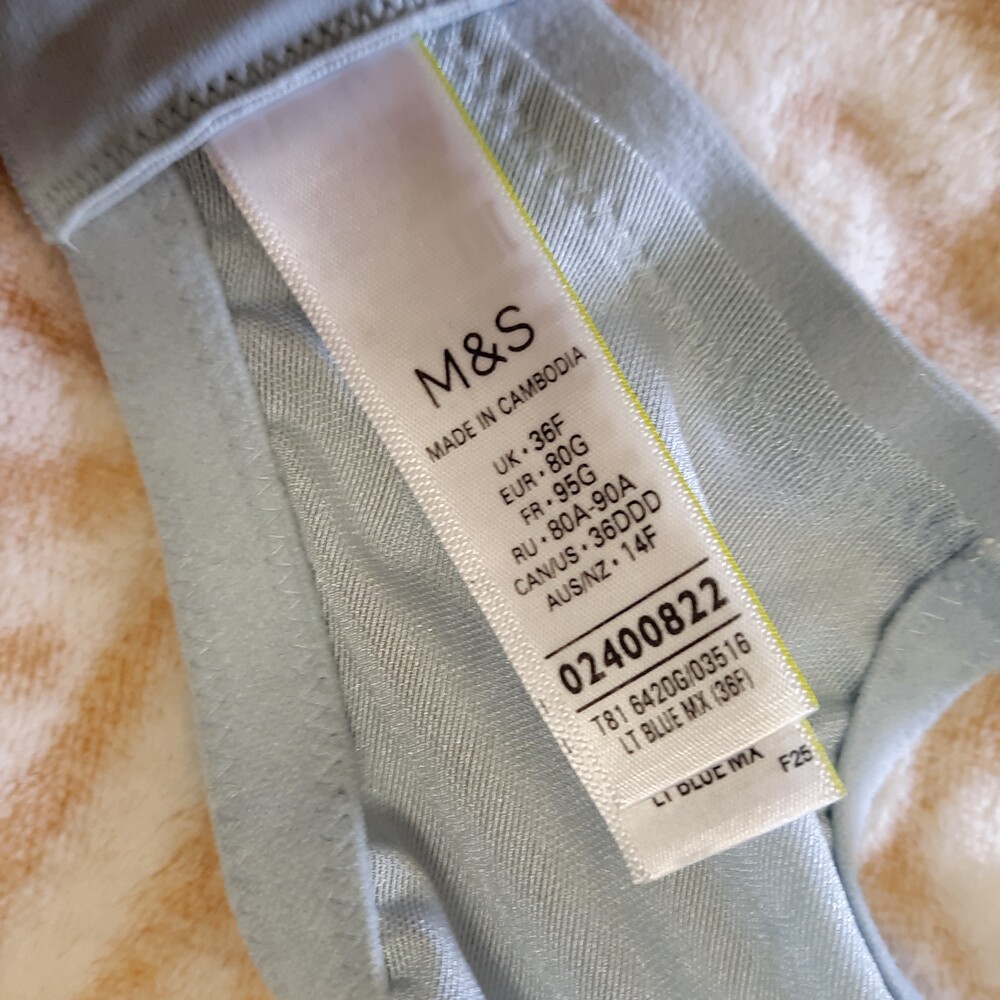 M&S
MADE IN CAMBODIA
UK • 36F
EUR • 80G
FR • 95G
RU • 80A-90A
CAN/US • 36DDD
AUS/NZ • 14F
02400822
T81 6420G/03516
LT BLUE MX (36F)
LT BLUE MX F25